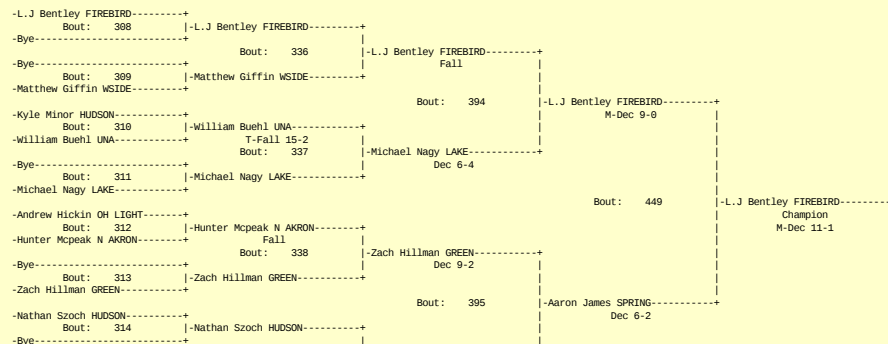 -L.J Bentley FIREBIRD---------+
Bout: 308 |-L.J Bentley FIREBIRD---------+
-Bye--------------------------+ |
Bout: 336 |-L.J Bentley FIREBIRD---------+
-Bye--------------------------+ | Fall |
Bout: 309 |-Matthew Giffin WSIDE---------+ |
-Matthew Giffin WSIDE---------+ |
Bout: 394 |-L.J Bentley FIREBIRD---------+
-Kyle Minor HUDSON------------+ | M-Dec 9-0 |
Bout: 310 |-William Buehl UNA------------+ | |
-William Buehl UNA------------+ T-Fall 15-2 | | |
Bout: 337 |-Michael Nagy LAKE------------+ |
-Bye--------------------------+ | Dec 6-4 |
Bout: 311 |-Michael Nagy LAKE------------+ |
-Michael Nagy LAKE------------+ |
Bout: 449 |-L.J Bentley FIREBIRD---------
-Andrew Hickin OH LIGHT-------+ | Champion
Bout: 312 |-Hunter Mcpeak N AKRON--------+ | M-Dec 11-1
-Hunter Mcpeak N AKRON--------+ Fall | |
Bout: 338 |-Zach Hillman GREEN-----------+ |
-Bye--------------------------+ | Dec 9-2 | |
Bout: 313 |-Zach Hillman GREEN-----------+ | |
-Zach Hillman GREEN-----------+ | |
Bout: 395 |-Aaron James SPRING-----------+
-Nathan Szoch HUDSON----------+ | Dec 6-2
Bout: 314 |-Nathan Szoch HUDSON----------+ |
-Bye--------------------------+ | |